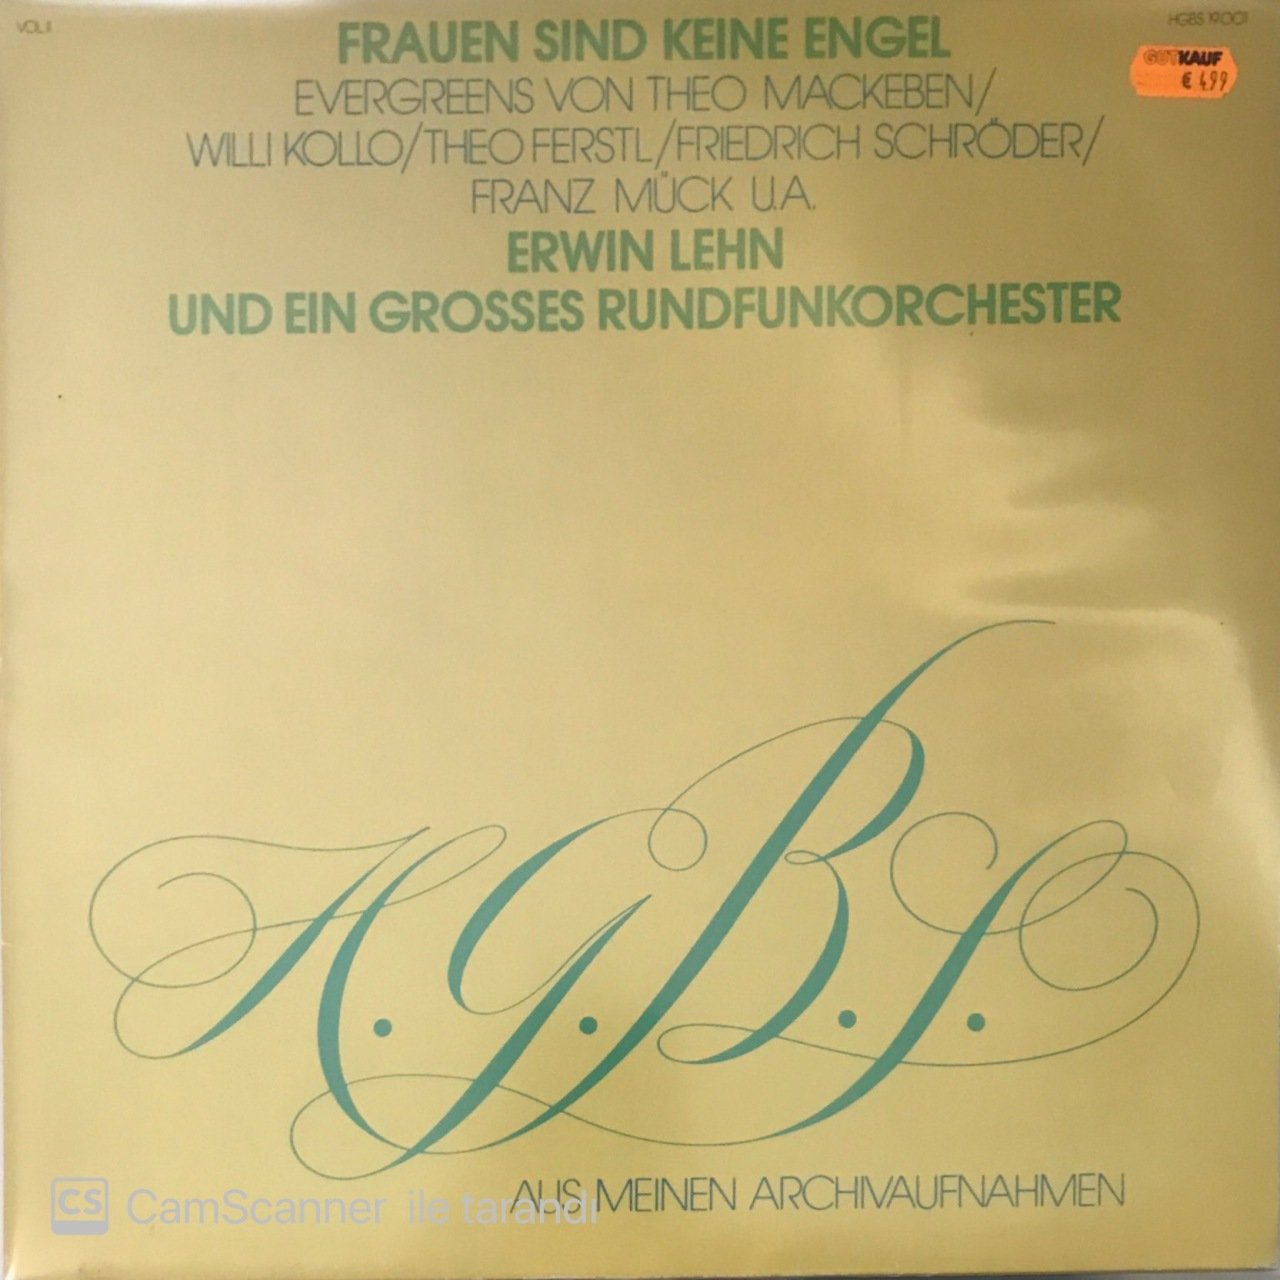 VOL II
HGBS 19001
FRAUEN SIND KEINE ENGEL
GUTKAUF
€ 4,99
EVERGREENS VON THEO MACKEBEN/
WILLI KOLLO/THEO FERSTL/FRIEDRICH SCHRÖDER/
FRANZ MÜCK U.A.
ERWIN LEHN
UND EIN GROSSES RUNDFUNKORCHESTER
H.G.B.S.
AUS MEINEN ARCHIVAUFNAHMEN
CS CamScanner ile tarandı